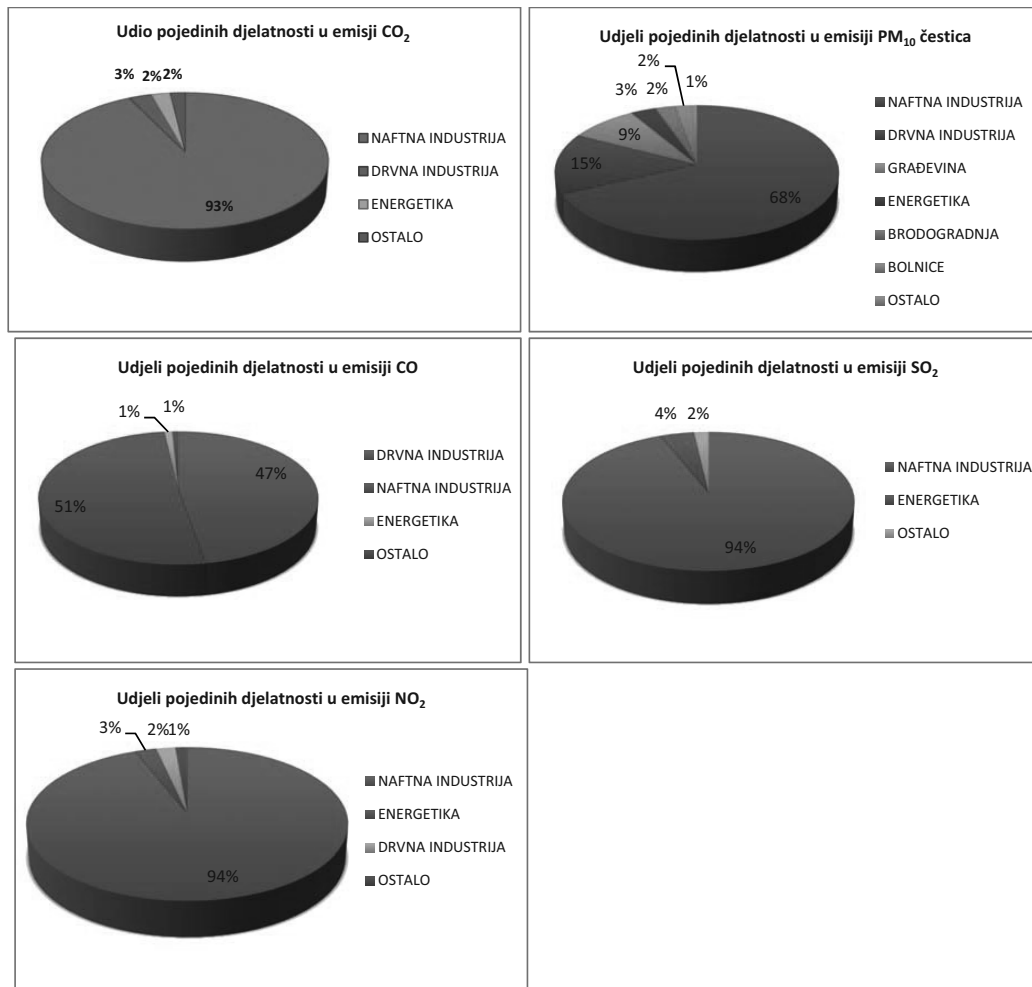 Udio pojedinih djelatnosti u emisiji CO₂
3% 2% 2%
93%
NAFTNA INDUSTRIJA
DRVNA INDUSTRIJA
ENERGETIKA
OSTALO
Udjeli pojedinih djelatnosti u emisiji PM₁₀ čestica
2%
3% 2% 1%
9%
15%
68%
NAFTNA INDUSTRIJA
DRVNA INDUSTRIJA
GRAĐEVINA
ENERGETIKA
BRODOGRADNJA
BOLNICE
OSTALO
Udjeli pojedinih djelatnosti u emisiji CO
1% 1%
47%
51%
DRVNA INDUSTRIJA
NAFTNA INDUSTRIJA
ENERGETIKA
OSTALO
Udjeli pojedinih djelatnosti u emisiji SO₂
4% 2%
94%
NAFTNA INDUSTRIJA
ENERGETIKA
OSTALO
Udjeli pojedinih djelatnosti u emisiji NO₂
3% 2% 1%
94%
NAFTNA INDUSTRIJA
ENERGETIKA
DRVNA INDUSTRIJA
OSTALO